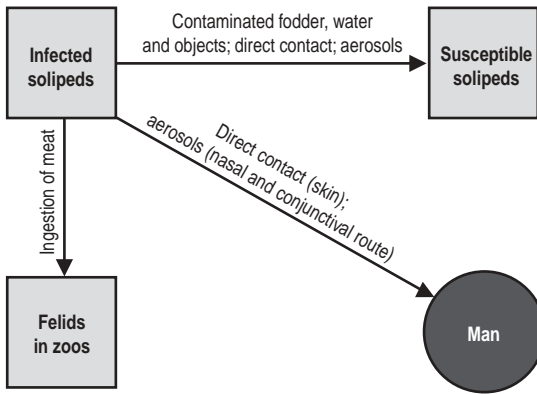 Contaminated fodder, water
and objects; direct contact; aerosols
Infected
solipeds
Susceptible
solipeds
Direct contact (skin);
aerosols (nasal and conjunctival route)
Ingestion of meat
Felids
in zoos
Man